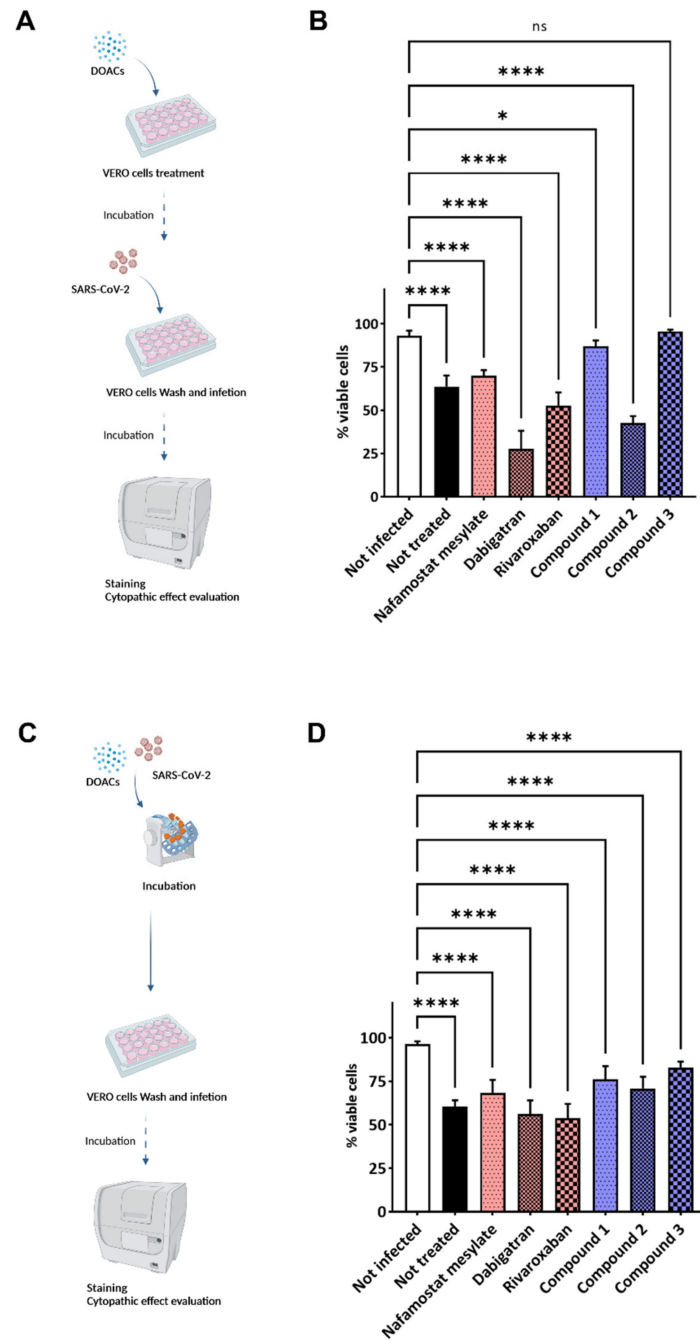 A
DOACs
VERO cells treatment
Incubation
SARS-CoV-2
VERO cells Wash and infetion
Incubation
Staining
Cytopathic effect evaluation
B
ns
****
*
****
****
****
****
% viable cells
100
75
50
25
0
Not infected
Not treated
Nafamostat mesylate
Dabigatran
Rivaroxaban
Compound 1
Compound 2
Compound 3
C
DOACs
SARS-CoV-2
Incubation
VERO cells Wash and infetion
Incubation
Staining
Cytopathic effect evaluation
D
****
****
****
****
****
****
****
% viable cells
100
75
50
25
0
Not infected
Not treated
Nafamostat mesylate
Dabigatran
Rivaroxaban
Compound 1
Compound 2
Compound 3